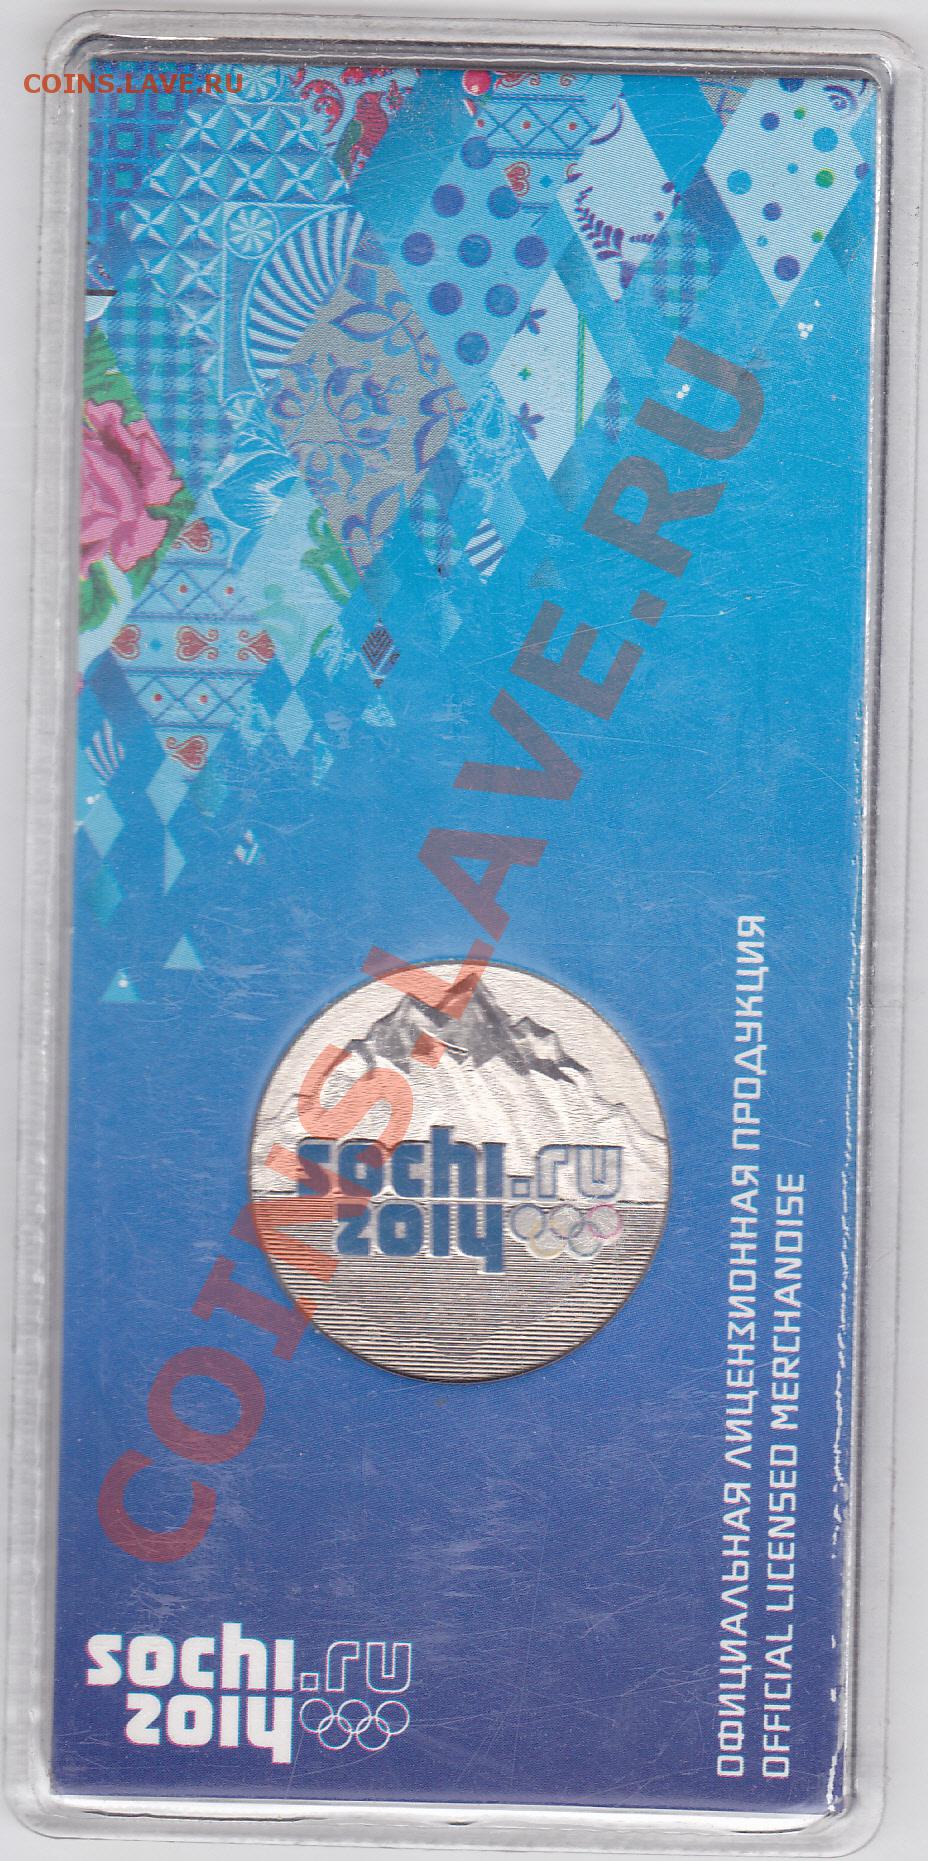 COINS.LAVE.RU
COINS.LAVE.RU
sochi.ru
2014
sochi.ru
2014
ОФИЦИАЛЬНАЯ ЛИЦЕНЗИОННАЯ ПРОДУКЦИЯ
OFFICIAL LICENSED MERCHANDISE